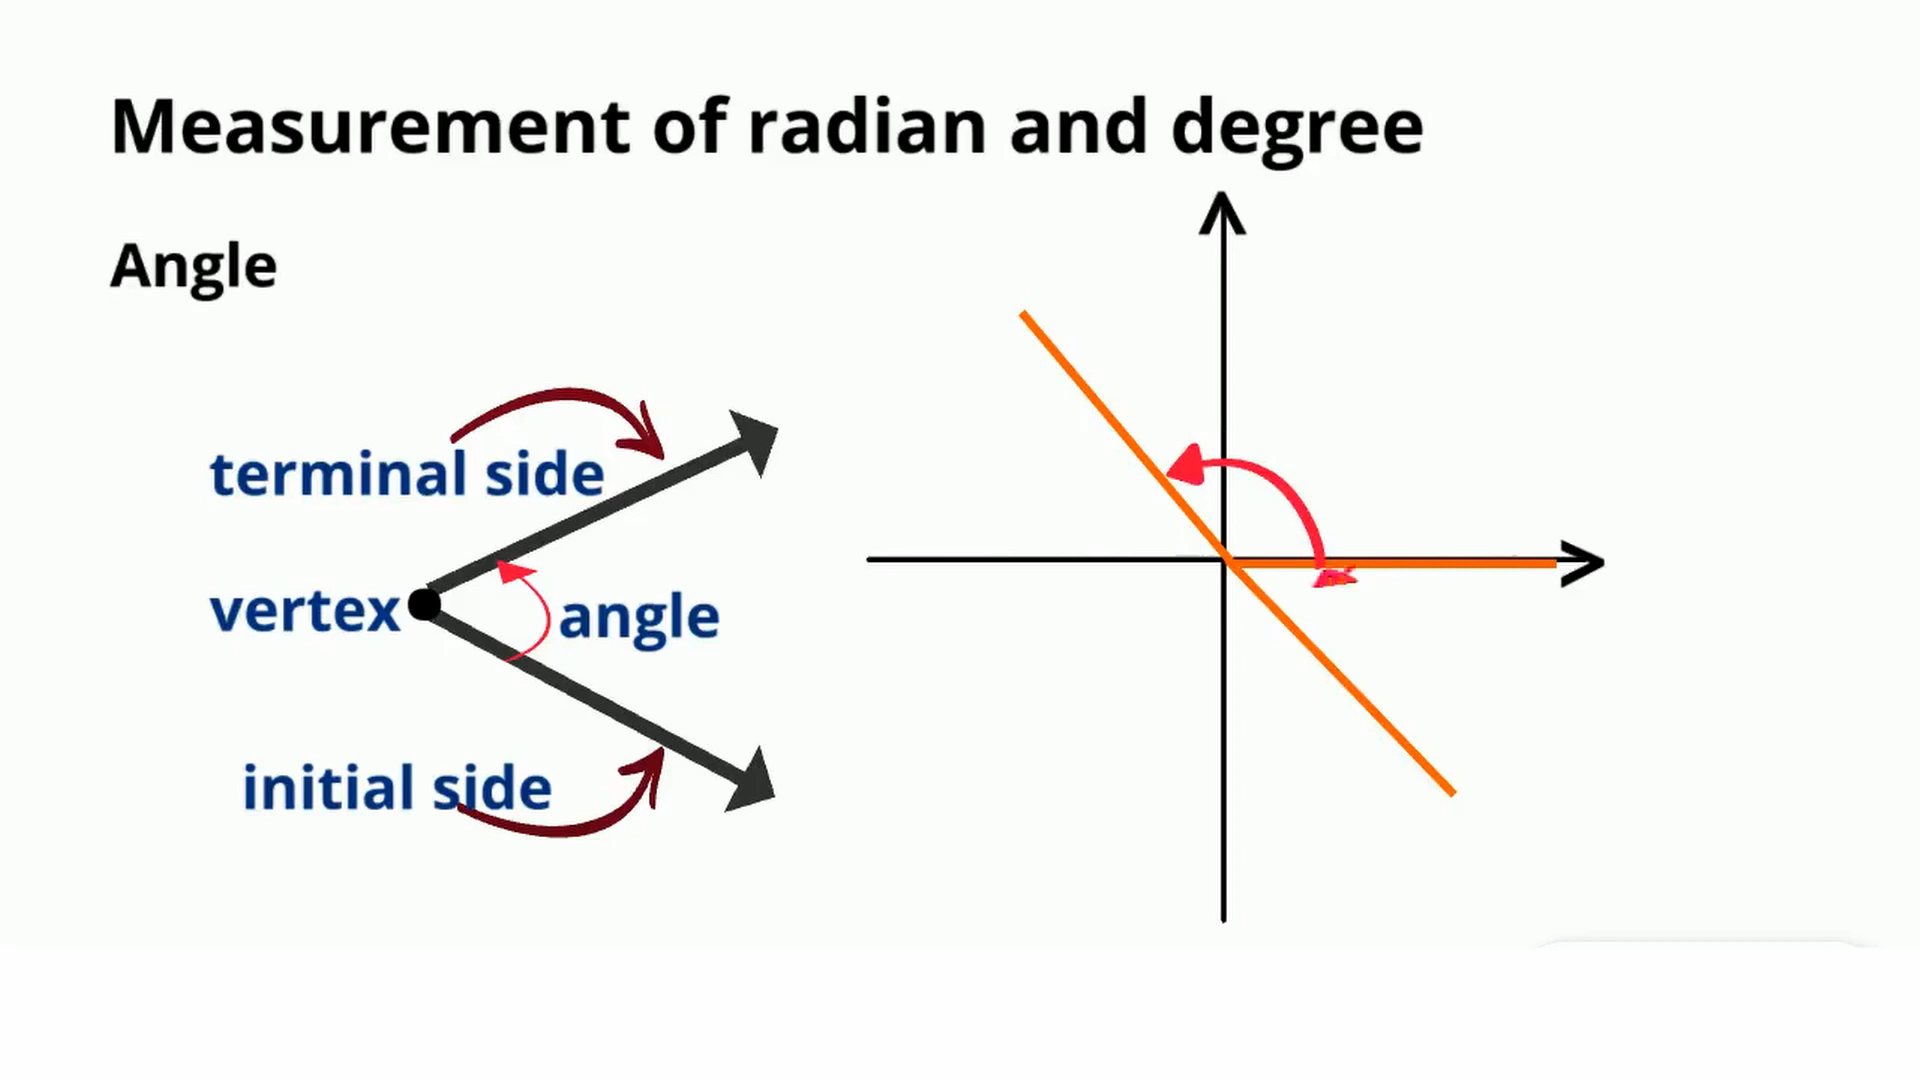 Measurement of radian and degree
Angle
terminal side
vertex
angle
initial side